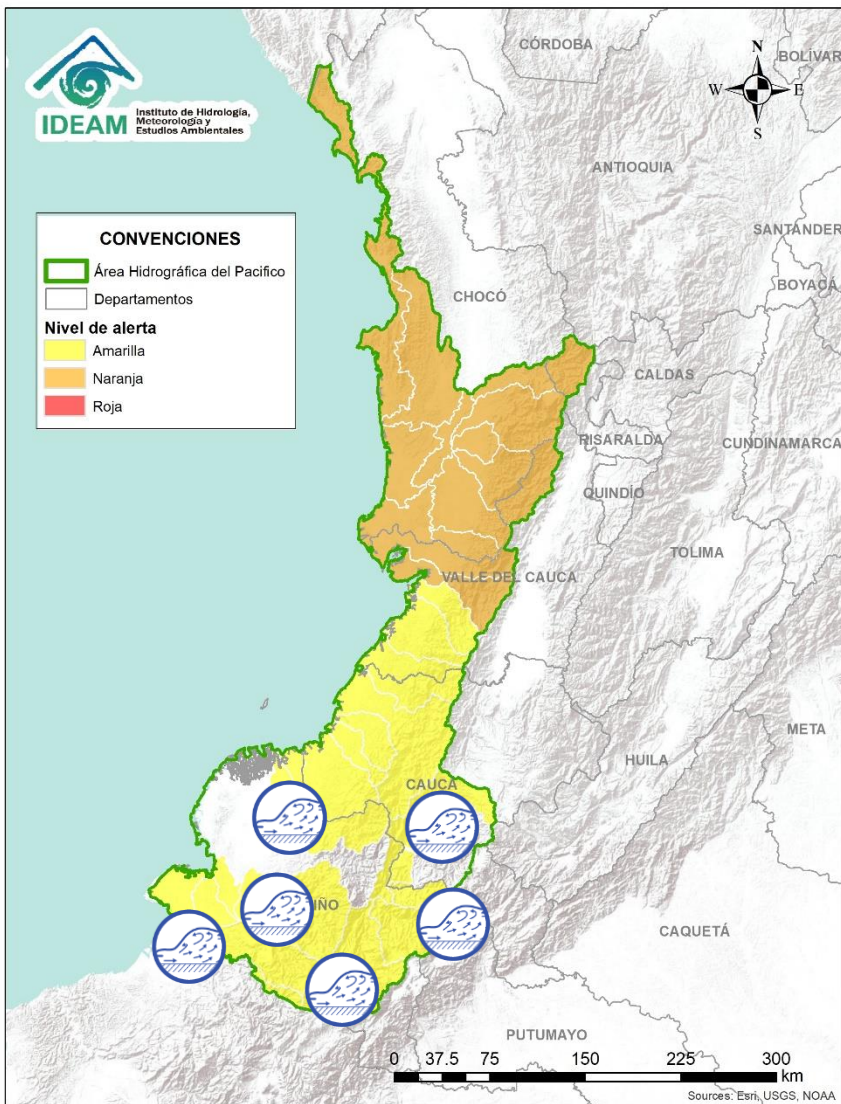 IDEAM
Instituto de Hidrología,
Meteorología y
Estudios Ambientales
N
W
E
S
CONVENCIONES
Área Hidrográfica del Pacifico
Departamentos
Nivel de alerta
Amarilla
Naranja
Roja
CÓRDOBA
BOLÍVAR
ANTIOQUIA
SANTANDER
BOYACÁ
CHOCÓ
CALDAS
RISARALDA
CUNDINAMARCA
QUINDÍO
TOLIMA
VALLE DEL CAUCA
META
HUILA
CAUCA
IÑO
CAQUETÁ
PUTUMAYO
0 37.5 75 150 225 300
km
Sources: Esri, USGS, NOAA